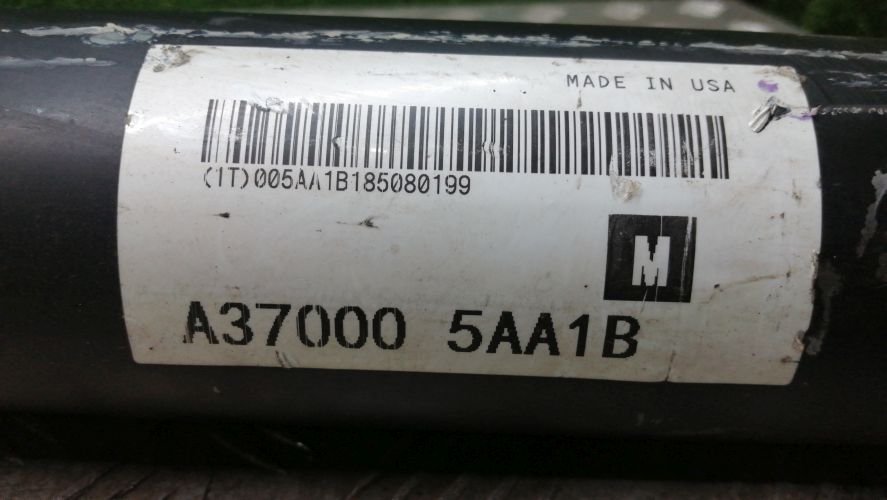 MADE IN USA
(1T)005AA1B185080199
M
A37000 5AA1B